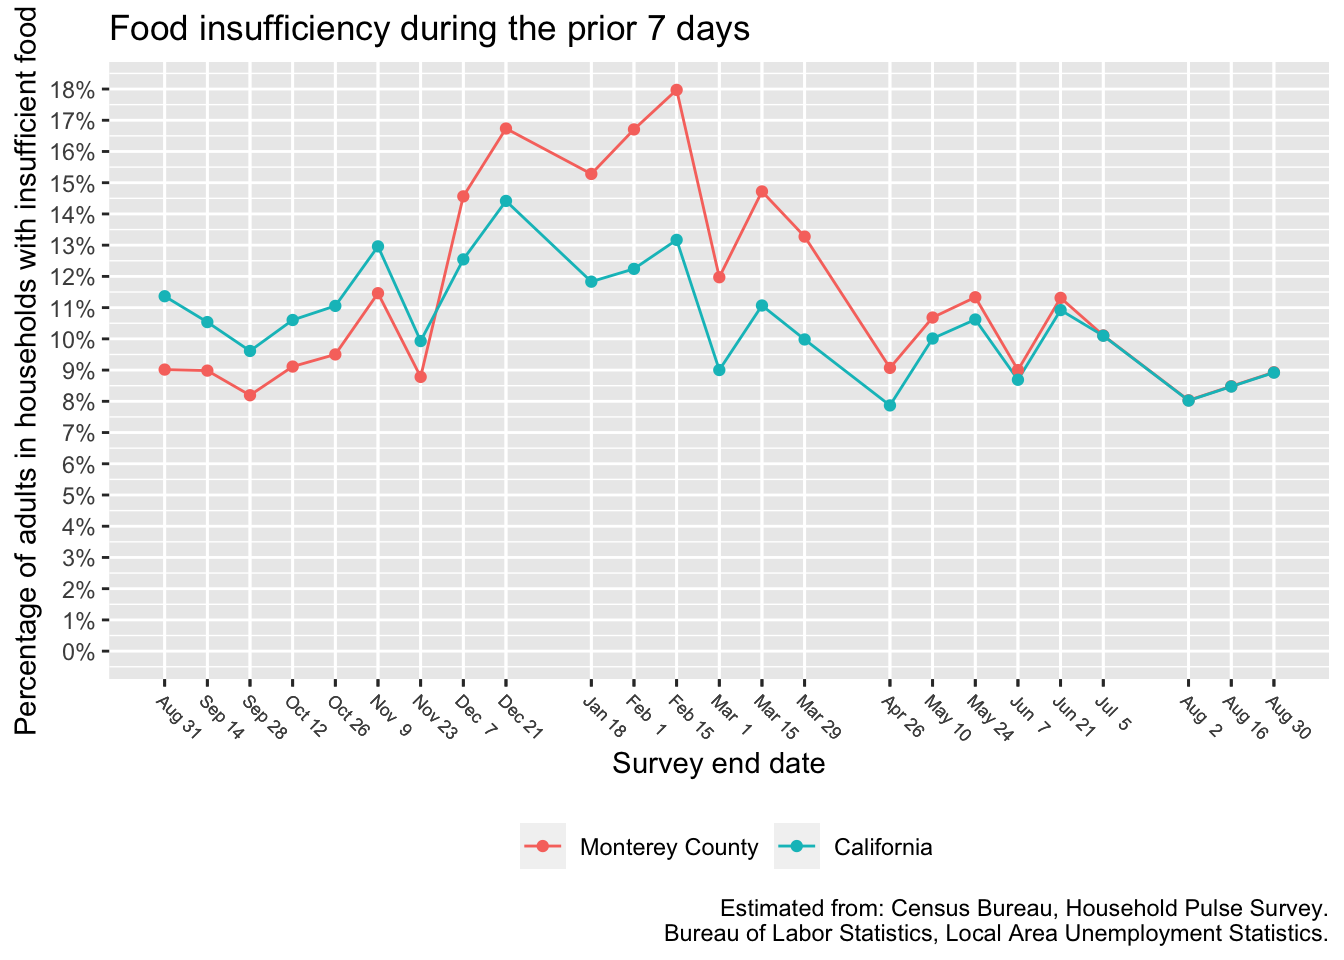 Food insufficiency during the prior 7 days
Percentage of adults in households with insufficient food
18%
17%
16%
15%
14%
13%
12%
11%
10%
9%
8%
7%
6%
5%
4%
3%
2%
1%
0%
Aug 31
Sep 14
Sep 28
Oct 12
Oct 26
Nov 9
Nov 23
Dec 7
Dec 21
Jan 18
Feb 1
Feb 15
Mar 1
Mar 15
Mar 29
Apr 26
May 10
May 24
Jun 7
Jun 21
Jul 5
Aug 2
Aug 16
Aug 30
Survey end date
Monterey County
California
Estimated from: Census Bureau, Household Pulse Survey.
Bureau of Labor Statistics, Local Area Unemployment Statistics.